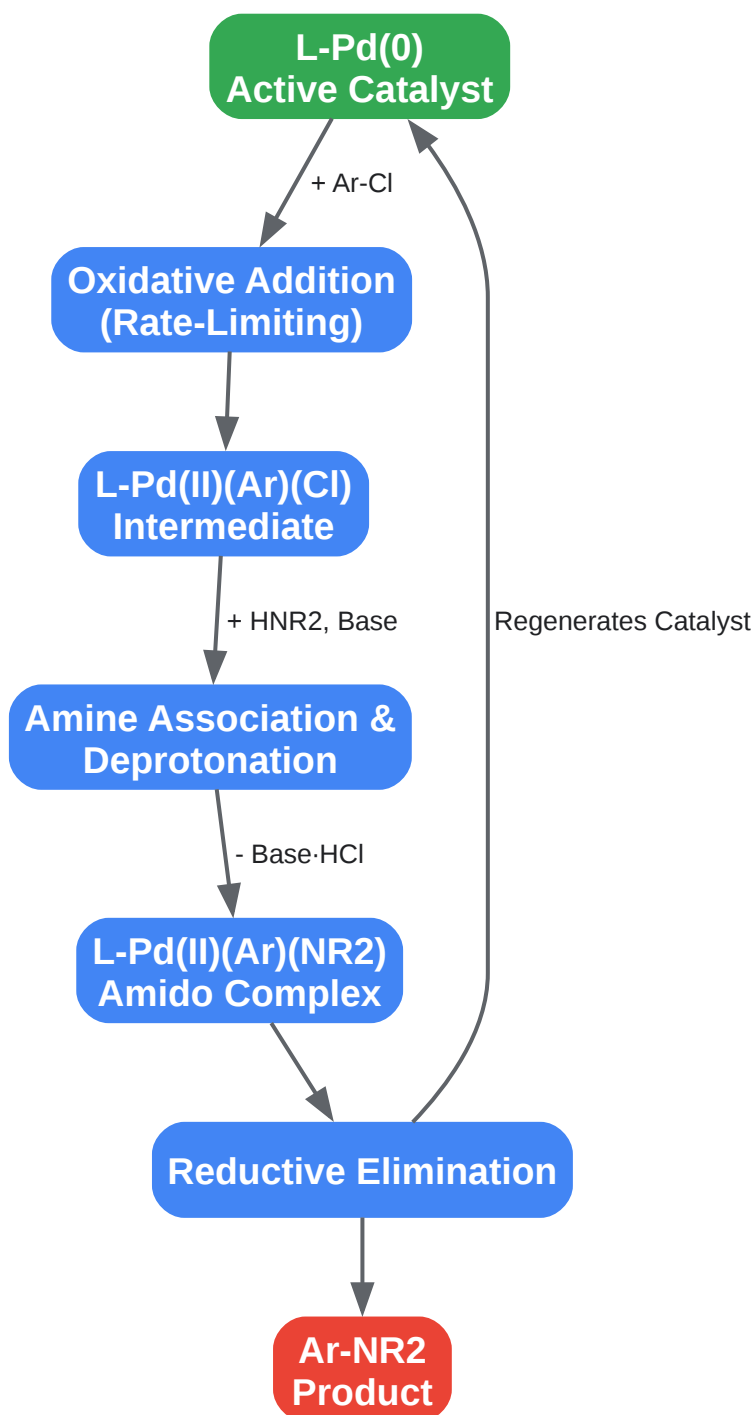 L-Pd(0)
Active Catalyst
+ Ar-Cl
Oxidative Addition
(Rate-Limiting)
L-Pd(II)(Ar)(Cl)
Intermediate
+ HNR2, Base
Regenerates Catalyst
Amine Association &
Deprotonation
- Base·HCl
L-Pd(II)(Ar)(NR2)
Amido Complex
Reductive Elimination
Ar-NR2
Product